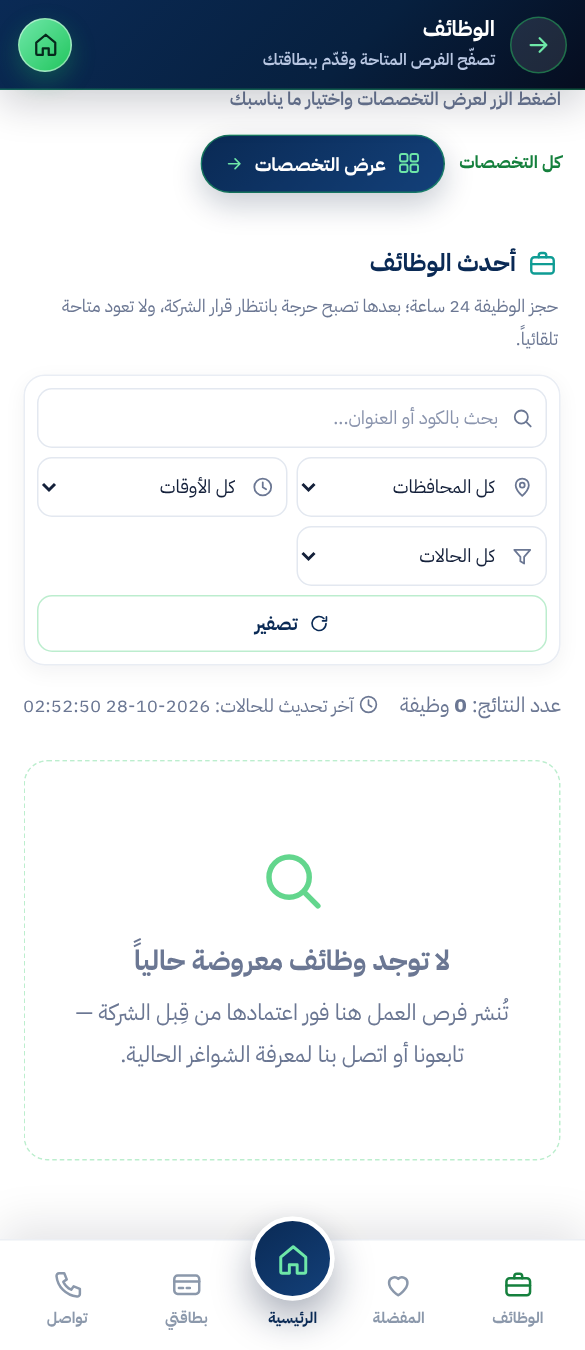 الوظائف
تصفّح الفرص المتاحة وقدّم ببطاقتك
اضغط الزر لعرض التخصصات واختيار ما يناسبك
كل التخصصات
عرض التخصصات
أحدث الوظائف
حجز الوظيفة 24 ساعة؛ بعدها تصبح حرجة بانتظار قرار الشركة، ولا تعود متاحة
تلقائياً.
بحث بالكود أو العنوان...
كل المحافظات
كل الأوقات
كل الحالات
تصفير
عدد النتائج: 0 وظيفة
آخر تحديث للحالات: 2026-10-28 02:52:50
لا توجد وظائف معروضة حالياً
تُنشر فرص العمل هنا فور اعتمادها من قِبل الشركة —
تابعونا أو اتصل بنا لمعرفة الشواغر الحالية.
الوظائف
المفضلة
الرئيسية
بطاقتي
تواصل